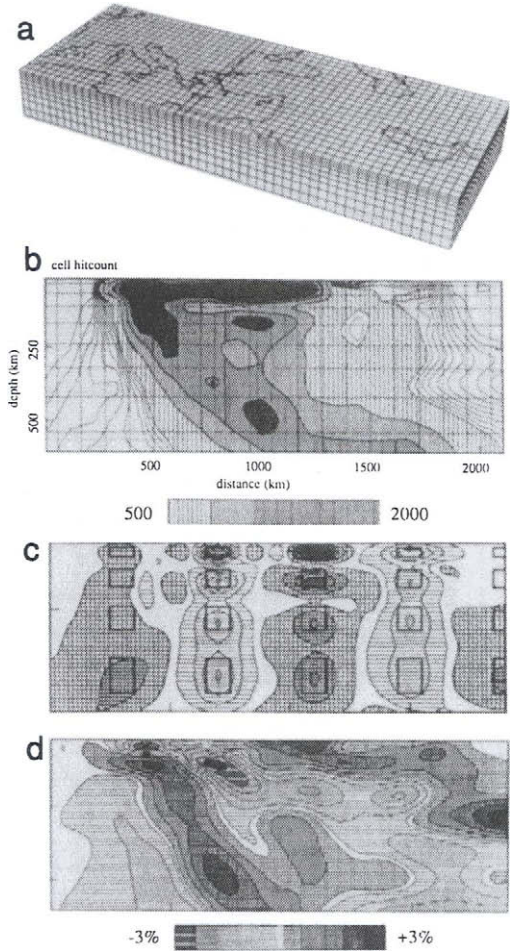 a
b cell hitcount
depth (km)
250
500
500 1000 1500 2000
distance (km)
500 2000
c
d
-3% +3%